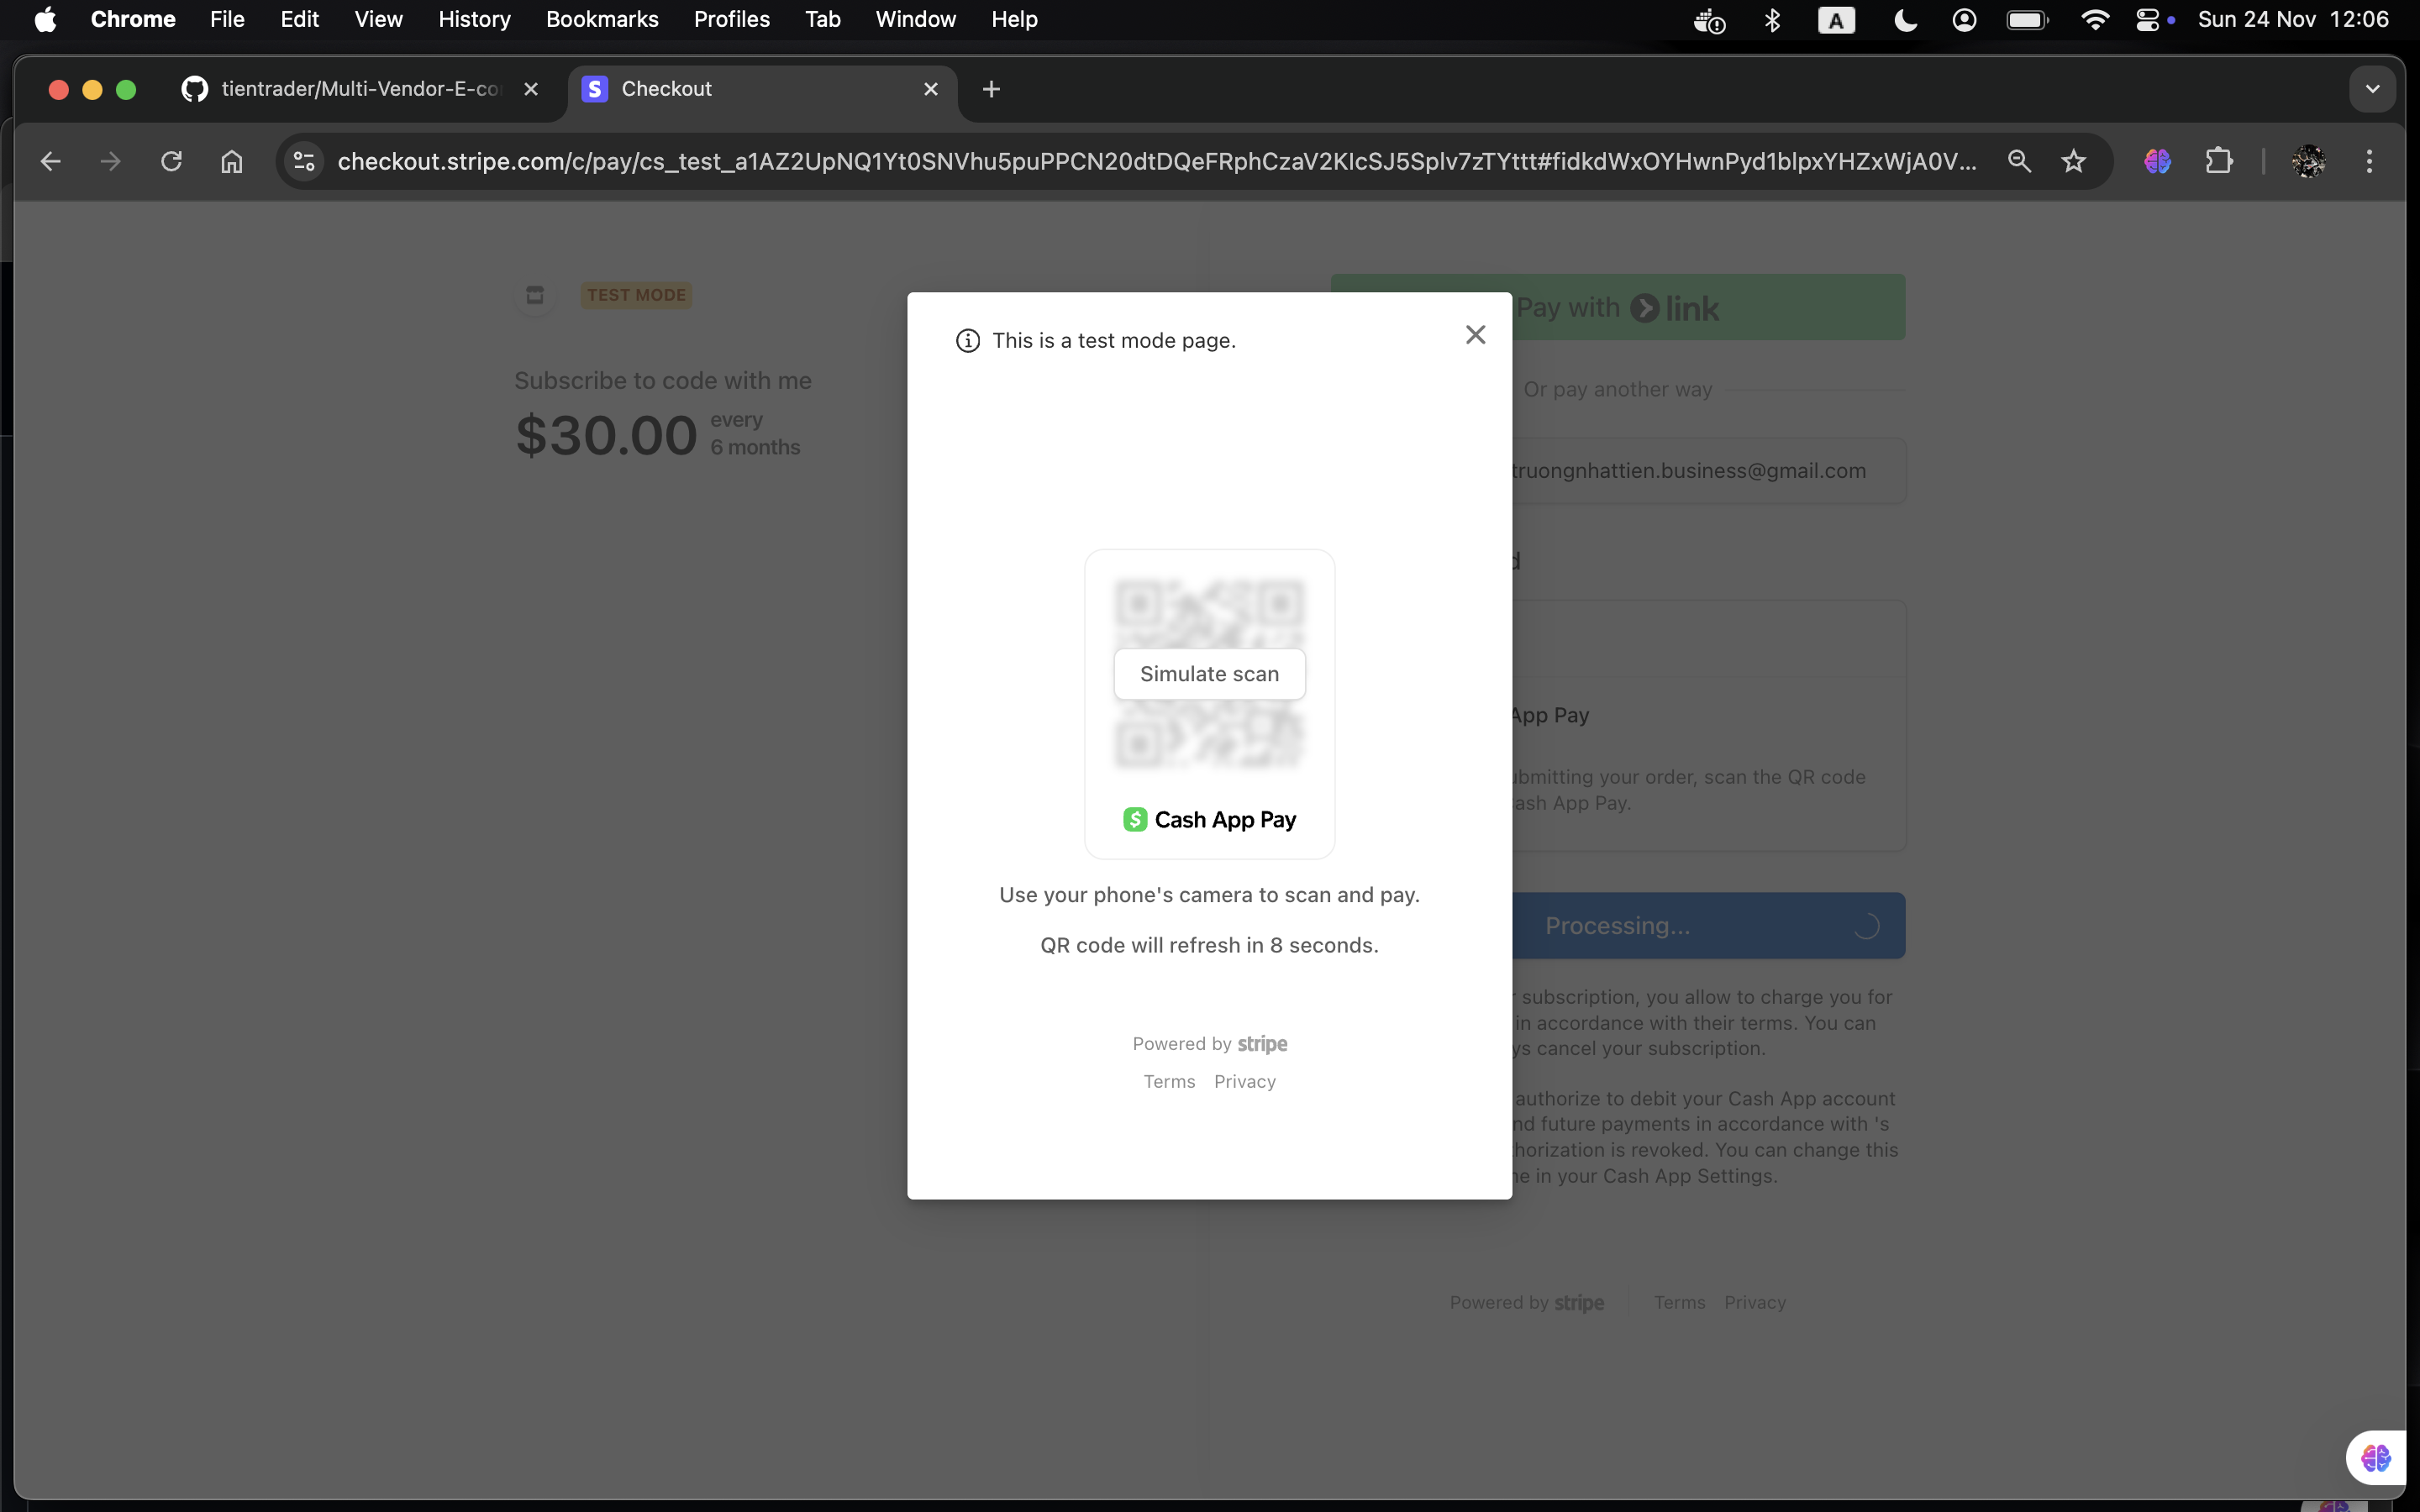 Chrome File Edit View History Bookmarks Profiles Tab Window Help
A
Sun 24 Nov 12:06
tientrader/Multi-Vendor-E-co
S Checkout
checkout.stripe.com/c/pay/cs_test_a1AZ2UpNQ1Yt0SNVhu5puPPCN20dtDQeFRphCzaV2KIcSJ5Splv7zTYttt#fidkdWxOYHwnPyd1blpxYHZxWjA0V...
TEST MODE
Subscribe to code with me
$30.00 every
6 months
This is a test mode page.
Simulate scan
Cash App Pay
Use your phone's camera to scan and pay.
QR code will refresh in 8 seconds.
Powered by stripe
Terms Privacy
Pay with link
Or pay another way
truongnhattien.business@gmail.com
d
App Pay
ubmitting your order, scan the QR code
ash App Pay.
Processing...
r subscription, you allow to charge you for
in accordance with their terms. You can
ys cancel your subscription.
authorize to debit your Cash App account
nd future payments in accordance with 's
horization is revoked. You can change this
ne in your Cash App Settings.
Powered by stripe
Terms Privacy